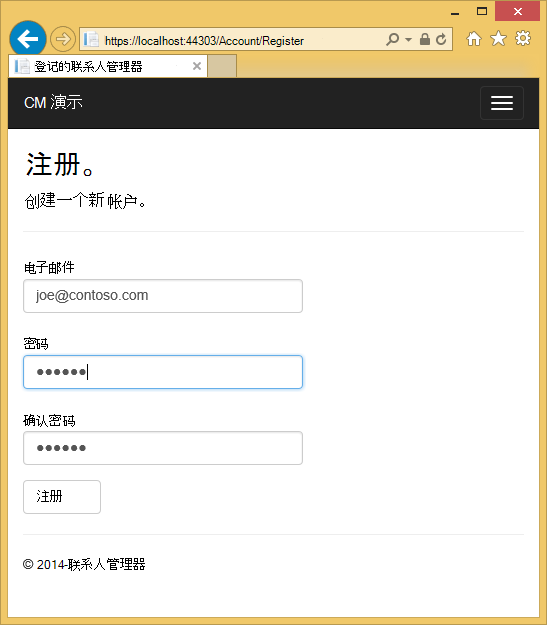 https://localhost:44303/Account/Register
登记的联系人管理器
CM 演示
注册。
创建一个新帐户。
电子邮件
joe@contoso.com
密码
●●●●●●
确认密码
●●●●●●
注册
© 2014-联系人管理器